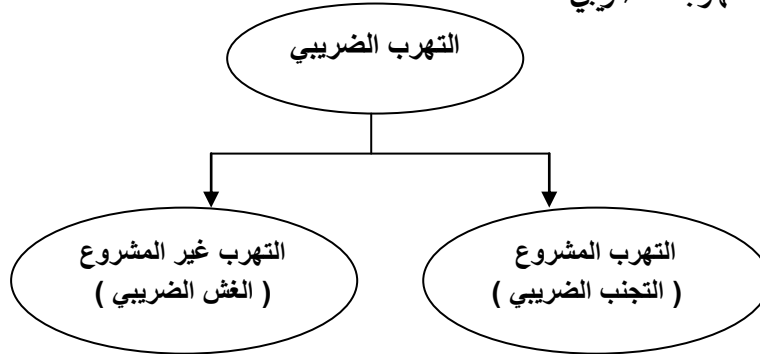 التهرب الضريبي
التهرب المشروع
( التجنب الضريبي )
التهرب غير المشروع
( الغش الضريبي )